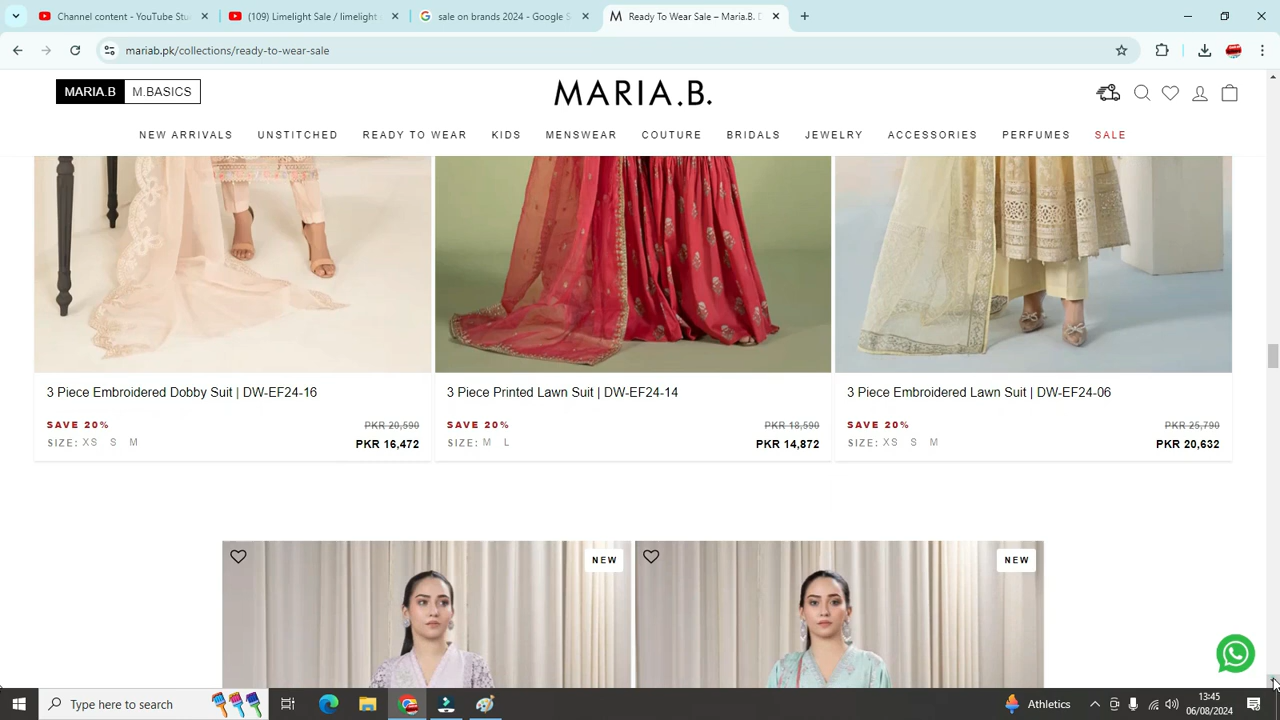 Channel content - YouTube Stu
(109) Limelight Sale / limelight
sale on brands 2024 - Google S
Ready To Wear Sale – Maria.B. D
mariab.pk/collections/ready-to-wear-sale
MARIA.B M.BASICS
MARIA.B.
NEW ARRIVALS UNSTITCHED READY TO WEAR KIDS MENSWEAR COUTURE BRIDALS JEWELRY ACCESSORIES PERFUMES SALE
3 Piece Embroidered Dobby Suit | DW-EF24-16
SAVE 20% PKR 20,590
SIZE: XS S M PKR 16,472
3 Piece Printed Lawn Suit | DW-EF24-14
SAVE 20% PKR 18,590
SIZE: M L PKR 14,872
3 Piece Embroidered Lawn Suit | DW-EF24-06
SAVE 20% PKR 25,790
SIZE: XS S M PKR 20,632
NEW
NEW
Type here to search
Athletics
13:45
06/08/2024